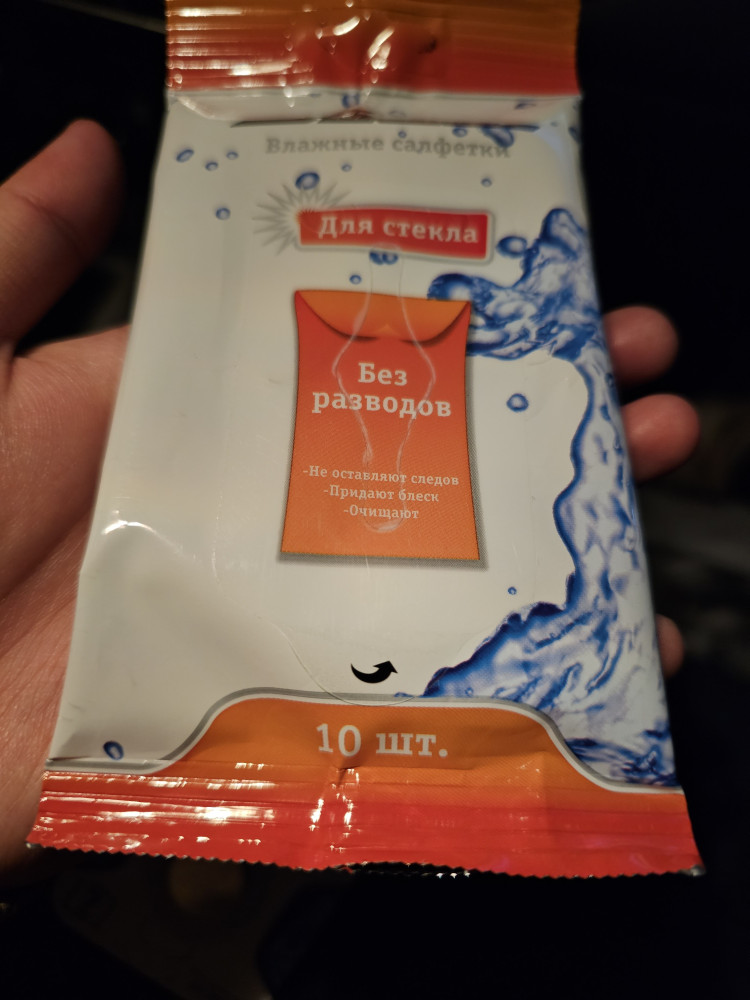 Влажные салфетки
Для стекла
Без
разводов
-Не оставляют следов
-Придают блеск
-Очищают
10 шт.